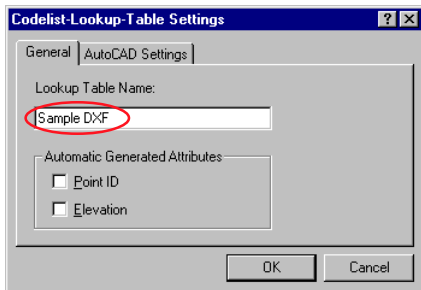 Codelist-Lookup-Table Settings
General AutoCAD Settings
Lookup Table Name:
Sample DXF
Automatic Generated Attributes
Point ID
Elevation
OK Cancel